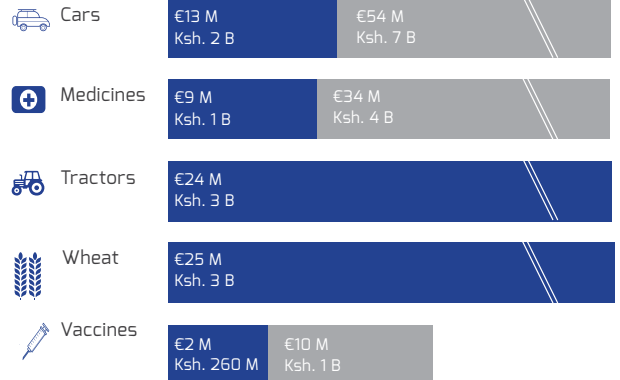 Cars
€13 M
Ksh. 2 B
€54 M
Ksh. 7 B
Medicines
€9 M
Ksh. 1 B
€34 M
Ksh. 4 B
Tractors
€24 M
Ksh. 3 B
Wheat
€25 M
Ksh. 3 B
Vaccines
€2 M
Ksh. 260 M
€10 M
Ksh. 1 B